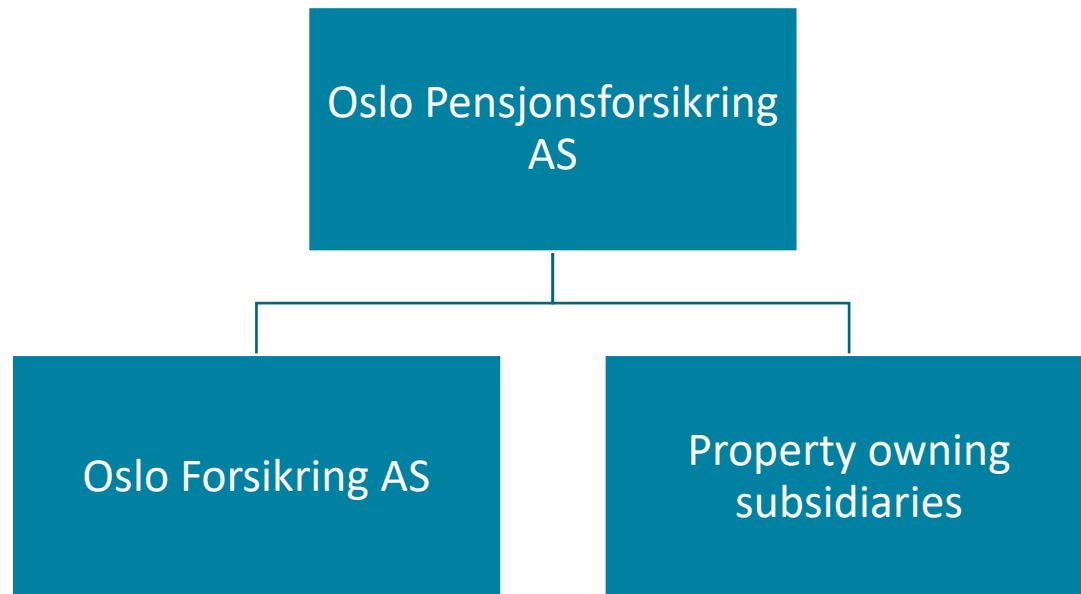 Oslo Pensjonsforsikring
AS
Oslo Forsikring AS
Property owning
subsidiaries